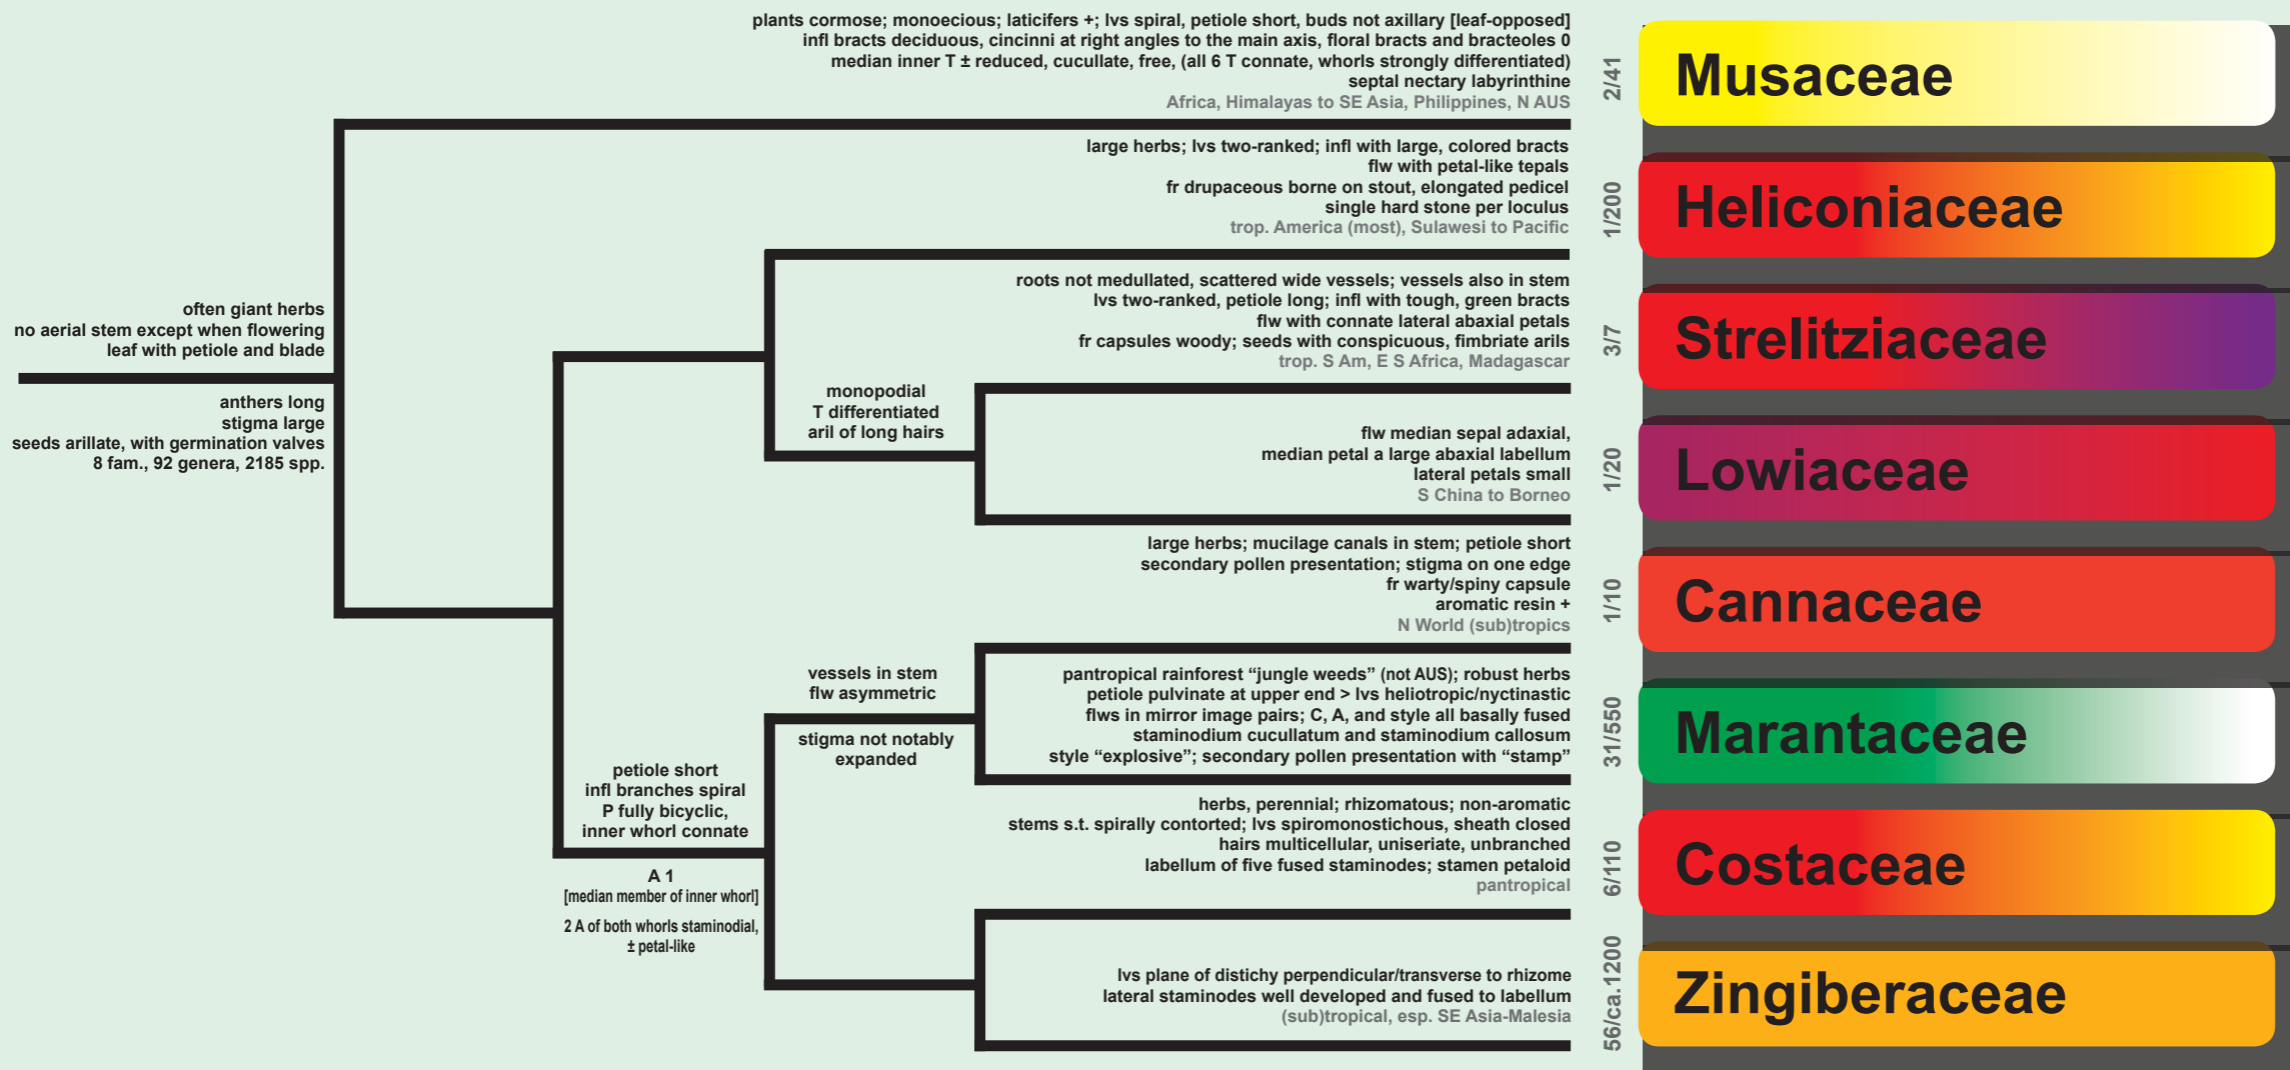 plants cormose; monoecious; laticifers +; lvs spiral, petiole short, buds not axillary [leaf-opposed]
infl bracts deciduous, cincinni at right angles to the main axis, floral bracts and bracteoles 0
median inner T ± reduced, cucullate, free, (all 6 T connate, whorls strongly differentiated)
septal nectary labyrinthine
Africa, Himalayas to SE Asia, Philippines, N AUS
2/41
Musaceae
large herbs; lvs two-ranked; infl with large, colored bracts
flw with petal-like tepals
fr drupaceous borne on stout, elongated pedicel
single hard stone per loculus
trop. America (most), Sulawesi to Pacific
1/200
Heliconiaceae
roots not medullated, scattered wide vessels; vessels also in stem
lvs two-ranked, petiole long; infl with tough, green bracts
flw with connate lateral abaxial petals
fr capsules woody; seeds with conspicuous, fimbriate arils
trop. S Am, E S Africa, Madagascar
3/7
Strelitziaceae
often giant herbs
no aerial stem except when flowering
leaf with petiole and blade
anthers long
stigma large
seeds arillate, with germination valves
8 fam., 92 genera, 2185 spp.
monopodial
T differentiated
aril of long hairs
flw median sepal adaxial,
median petal a large abaxial labellum
lateral petals small
S China to Borneo
1/20
Lowiaceae
large herbs; mucilage canals in stem; petiole short
secondary pollen presentation; stigma on one edge
fr warty/spiny capsule
aromatic resin +
N World (sub)tropics
1/10
Cannaceae
vessels in stem
flw asymmetric
stigma not notably
expanded
pantropical rainforest “jungle weeds” (not AUS); robust herbs
petiole pulvinate at upper end > lvs heliotropic/nyctinastic
flws in mirror image pairs; C, A, and style all basally fused
staminodium cucullatum and staminodium callosum
style “explosive”; secondary pollen presentation with “stamp”
31/550
Marantaceae
petiole short
infl branches spiral
P fully bicyclic,
inner whorl connate
A 1
[median member of inner whorl]
2 A of both whorls staminodial,
± petal-like
herbs, perennial; rhizomatous; non-aromatic
stems s.t. spirally contorted; lvs spiromonostichous, sheath closed
hairs multicellular, uniseriate, unbranched
labellum of five fused staminodes; stamen petaloid
pantropical
6/110
Costaceae
lvs plane of distichy perpendicular/transverse to rhizome
lateral staminodes well developed and fused to labellum
(sub)tropical, esp. SE Asia-Malesia
56/ca.1200
Zingiberaceae